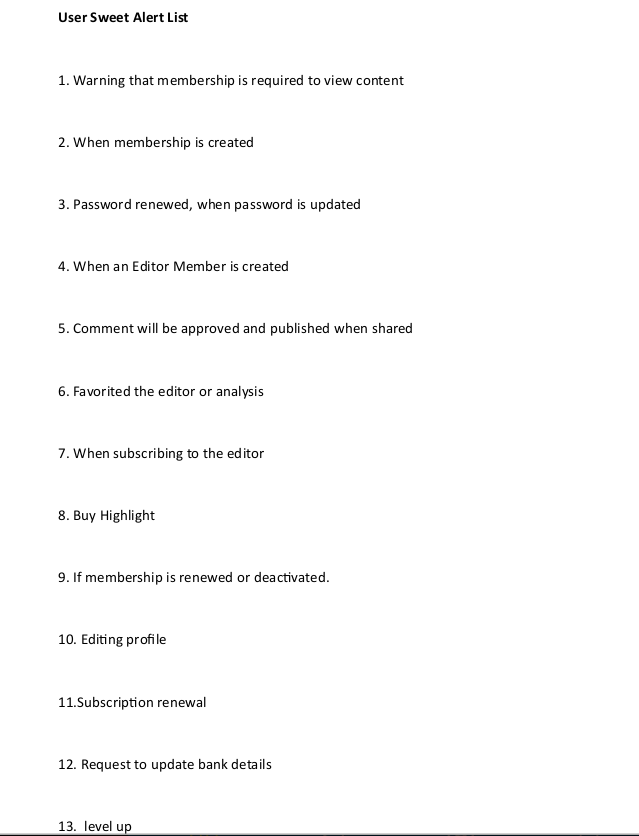 User Sweet Alert List
1. Warning that membership is required to view content
2. When membership is created
3. Password renewed, when password is updated
4. When an Editor Member is created
5. Comment will be approved and published when shared
6. Favorited the editor or analysis
7. When subscribing to the editor
8. Buy Highlight
9. If membership is renewed or deactivated.
10. Editing profile
11.Subscription renewal
12. Request to update bank details
13.  level up